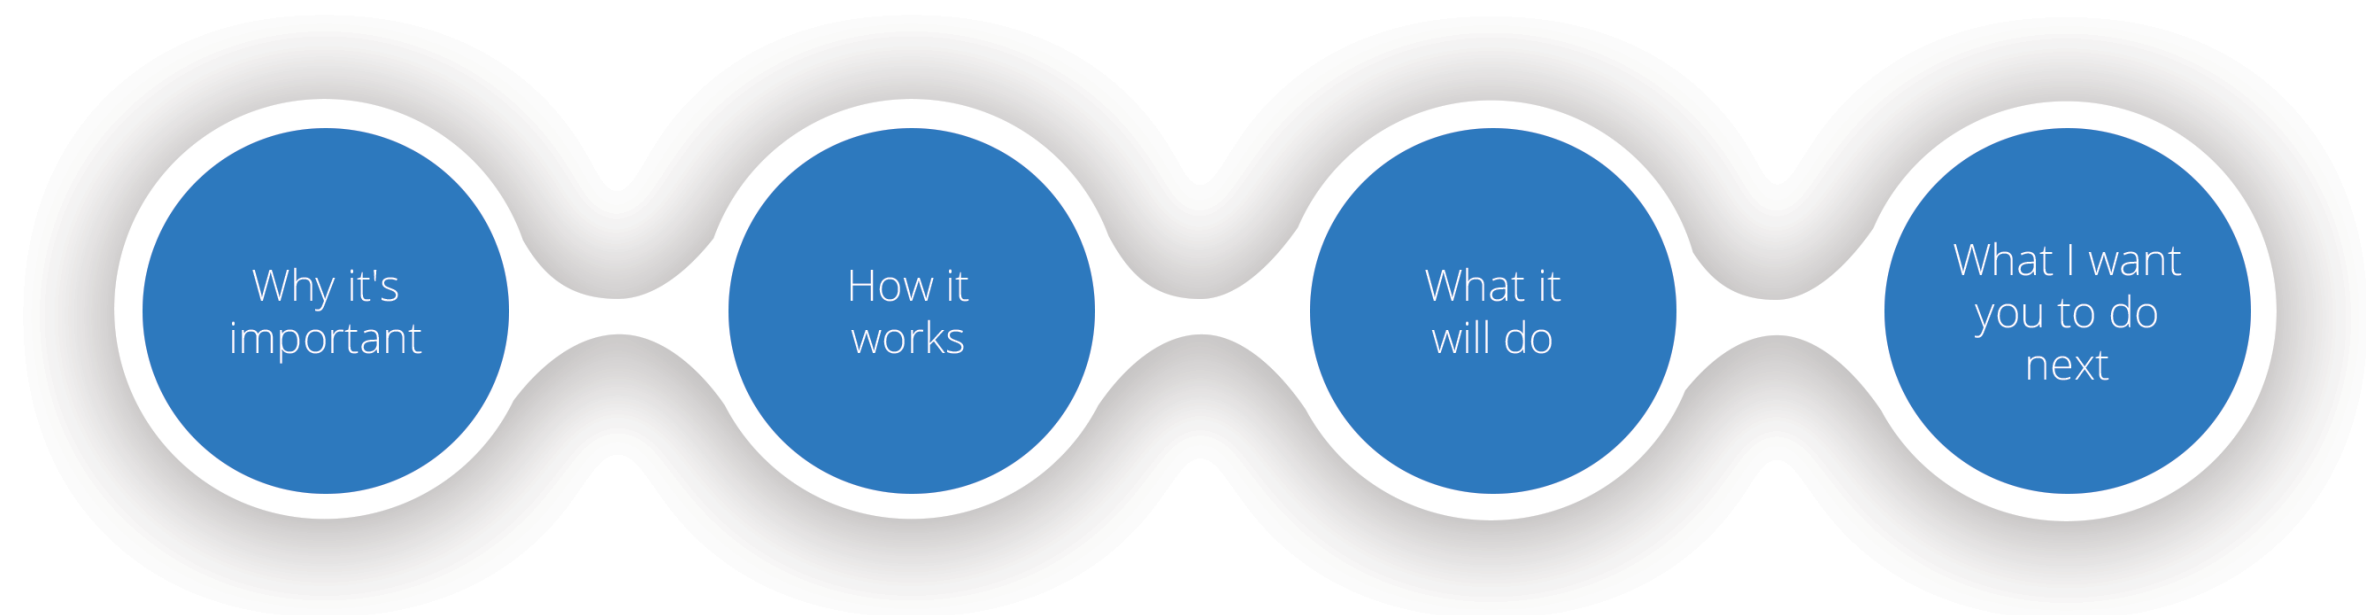 Why it's
important
How it
works
What it
will do
What I want
you to do
next